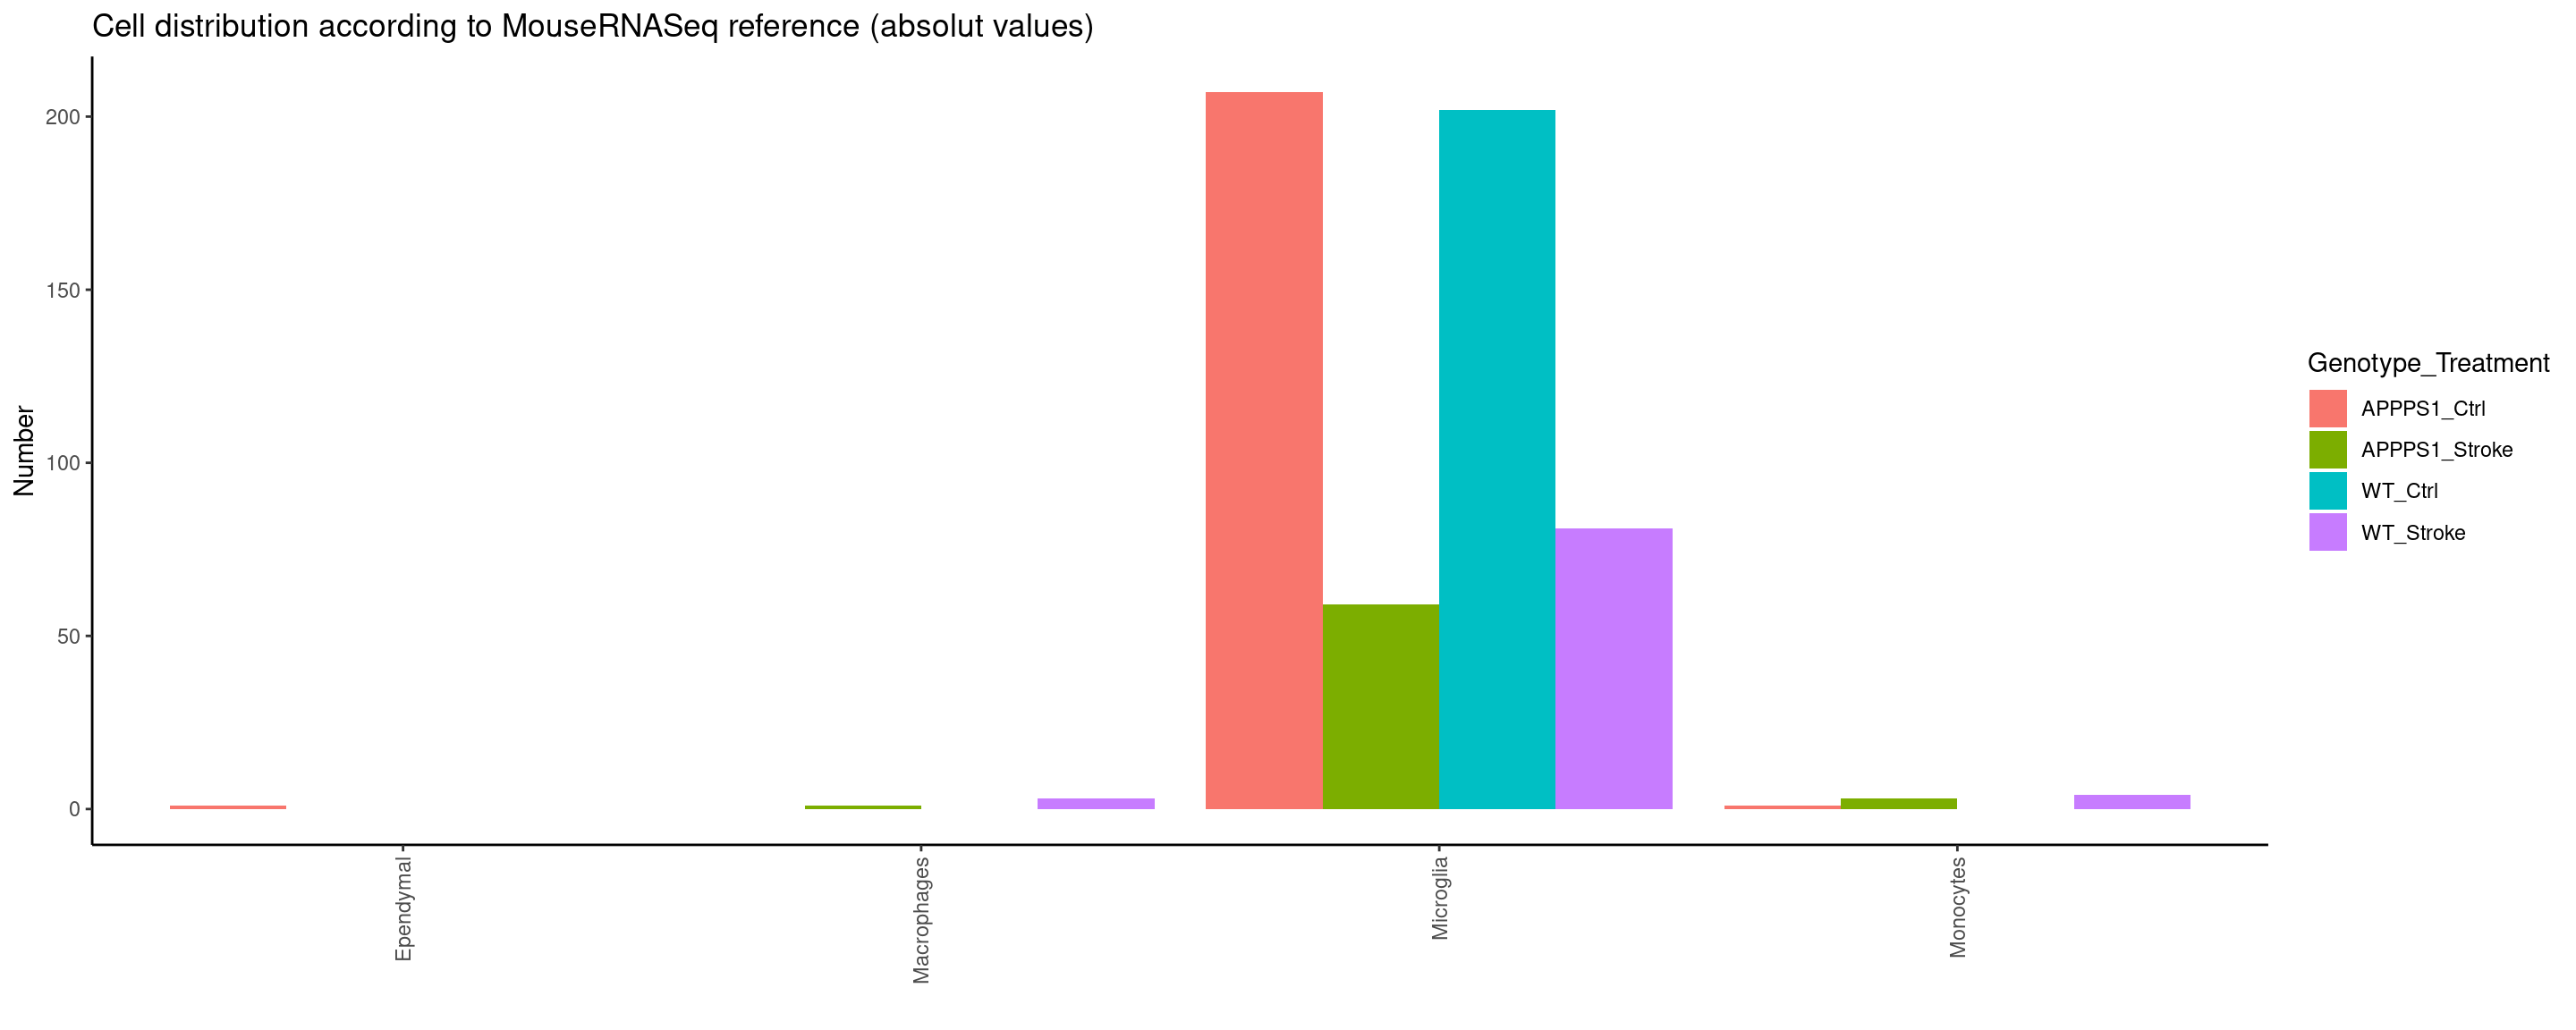 Cell distribution according to MouseRNASeq reference (absolut values)
Number
200
150
100
50
0
Ependymal
Macrophages
Microglia
Monocytes
Genotype_Treatment
APPPS1_Ctrl
APPPS1_Stroke
WT_Ctrl
WT_Stroke